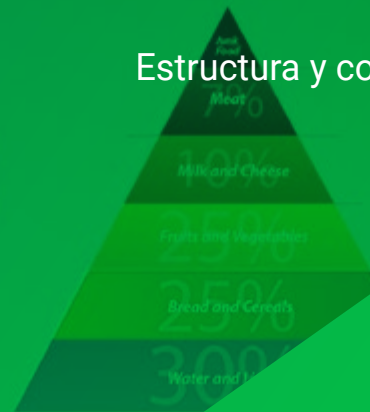 Junk
Food
Estructura y co
Meat
7%
Milk and Cheese
10%
Fruits and Vegetables
25%
Bread and Cereals
25%
Water and
30%